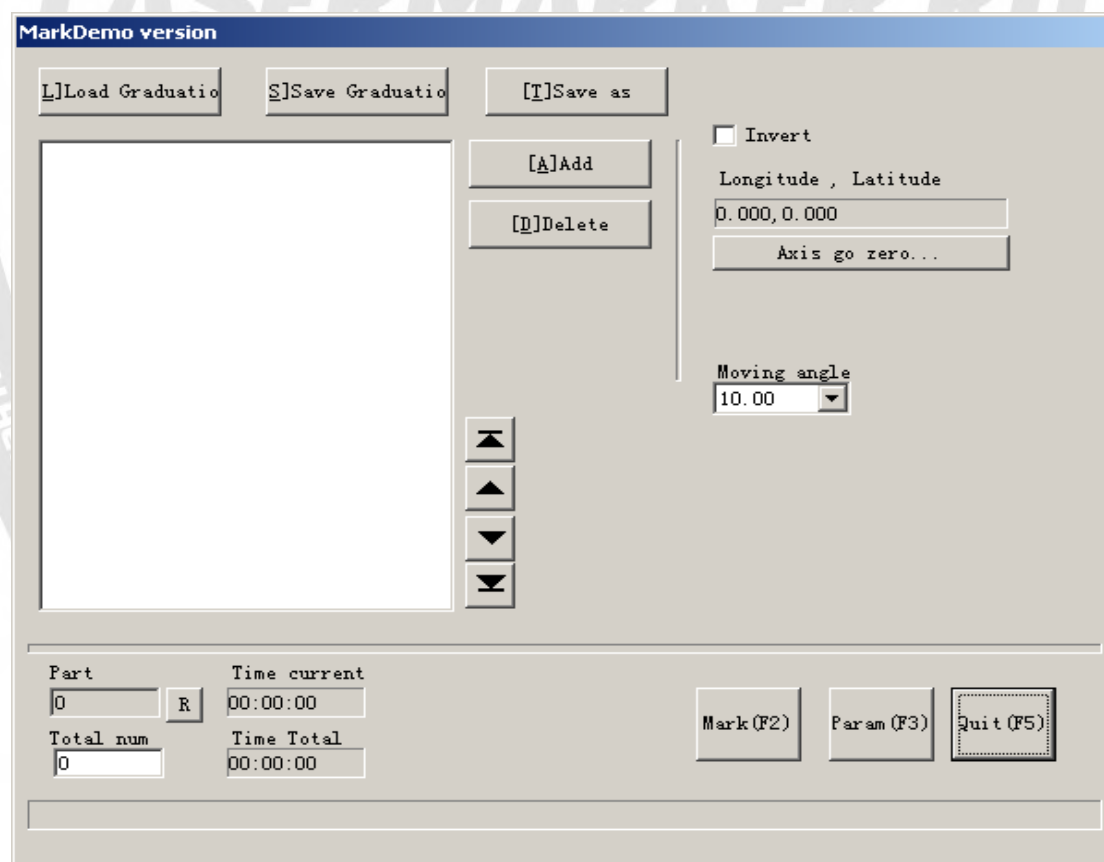 MarkDemo version
L]Load Graduatio
S]Save Graduatio
[T]Save as
[A]Add
[D]Delete
Invert
Longitude , Latitude
0.000,0.000
Axis go zero...
Moving angle
10.00
Part
0
R
Time current
00:00:00
Total num
0
Time Total
00:00:00
Mark(F2)
Param(F3)
Quit(F5)